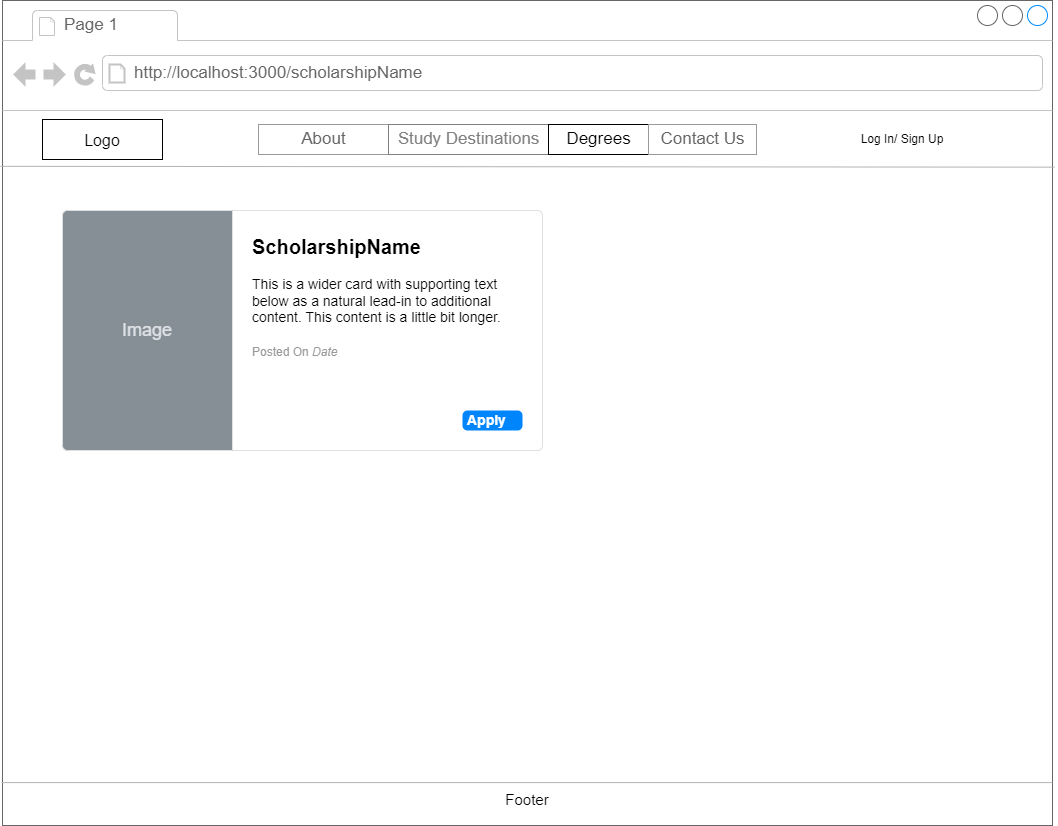 Page 1
http://localhost:3000/scholarshipName
Logo
About
Study Destinations
Degrees
Contact Us
Log In/ Sign Up
Image
ScholarshipName
This is a wider card with supporting text
below as a natural lead-in to additional
content. This content is a little bit longer.
Posted On Date
Apply
Footer